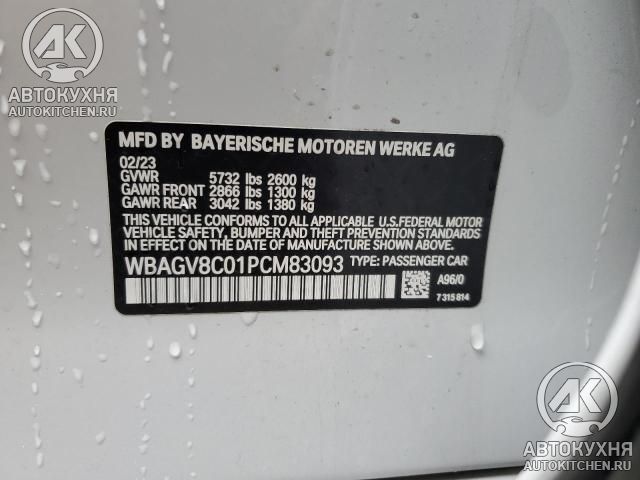 AK
АВТОКУХНЯ
AUTOKITCHEN.RU
MFD BY BAYERISCHE MOTOREN WERKE AG
02/23
GVWR 5732 lbs 2600 kg
GAWR FRONT 2866 lbs 1300 kg
GAWR REAR 3042 lbs 1380 kg
THIS VEHICLE CONFORMS TO ALL APPLICABLE U.S.FEDERAL MOTOR
VEHICLE SAFETY, BUMPER AND THEFT PREVENTION STANDARDS
IN EFFECT ON THE DATE OF MANUFACTURE SHOWN ABOVE.
WBAGV8C01PCM83093 TYPE: PASSENGER CAR
A96/0
7 315 814
AK
АВТОКУХНЯ
AUTOKITCHEN.RU